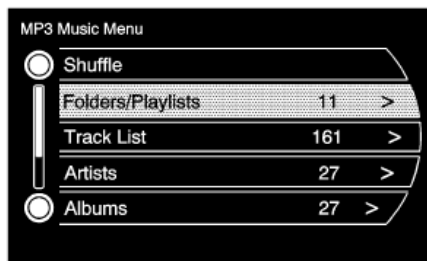 MP3 Music Menu
Shuffle
Folders/Playlists 11 >
Track List 161 >
Artists 27 >
Albums 27 >